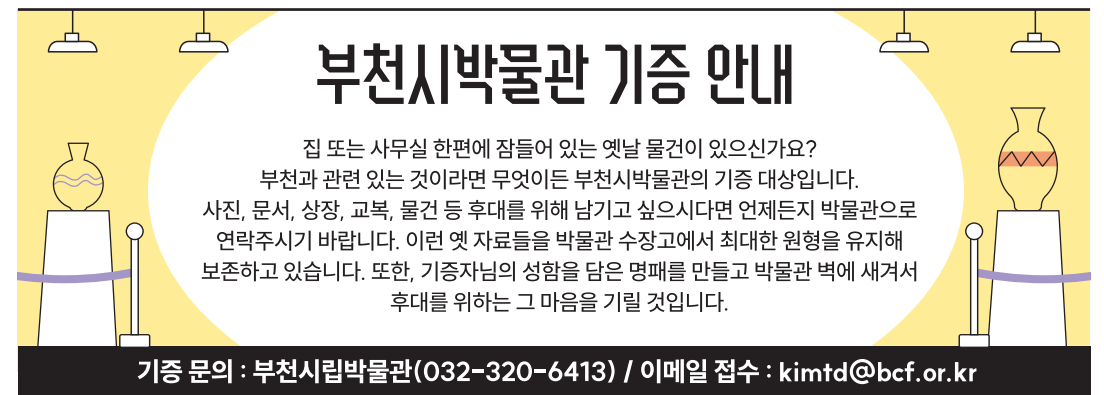 부천시박물관 기증 안내
집 또는 사무실 한편에 잠들어 있는 옛날 물건이 있으신가요?
부천과 관련 있는 것이라면 무엇이든 부천시박물관의 기증 대상입니다.
사진, 문서, 상장, 교복, 물건 등 후대를 위해 남기고 싶으시다면 언제든지 박물관으로
연락주시기 바랍니다. 이런 옛 자료들을 박물관 수장고에서 최대한 원형을 유지해
보존하고 있습니다. 또한, 기증자님의 성함을 담은 명패를 만들고 박물관 벽에 새겨서
후대를 위하는 그 마음을 기릴 것입니다.
기증 문의 : 부천시립박물관(032-320-6413) / 이메일 접수 : kimtd@bcf.or.kr